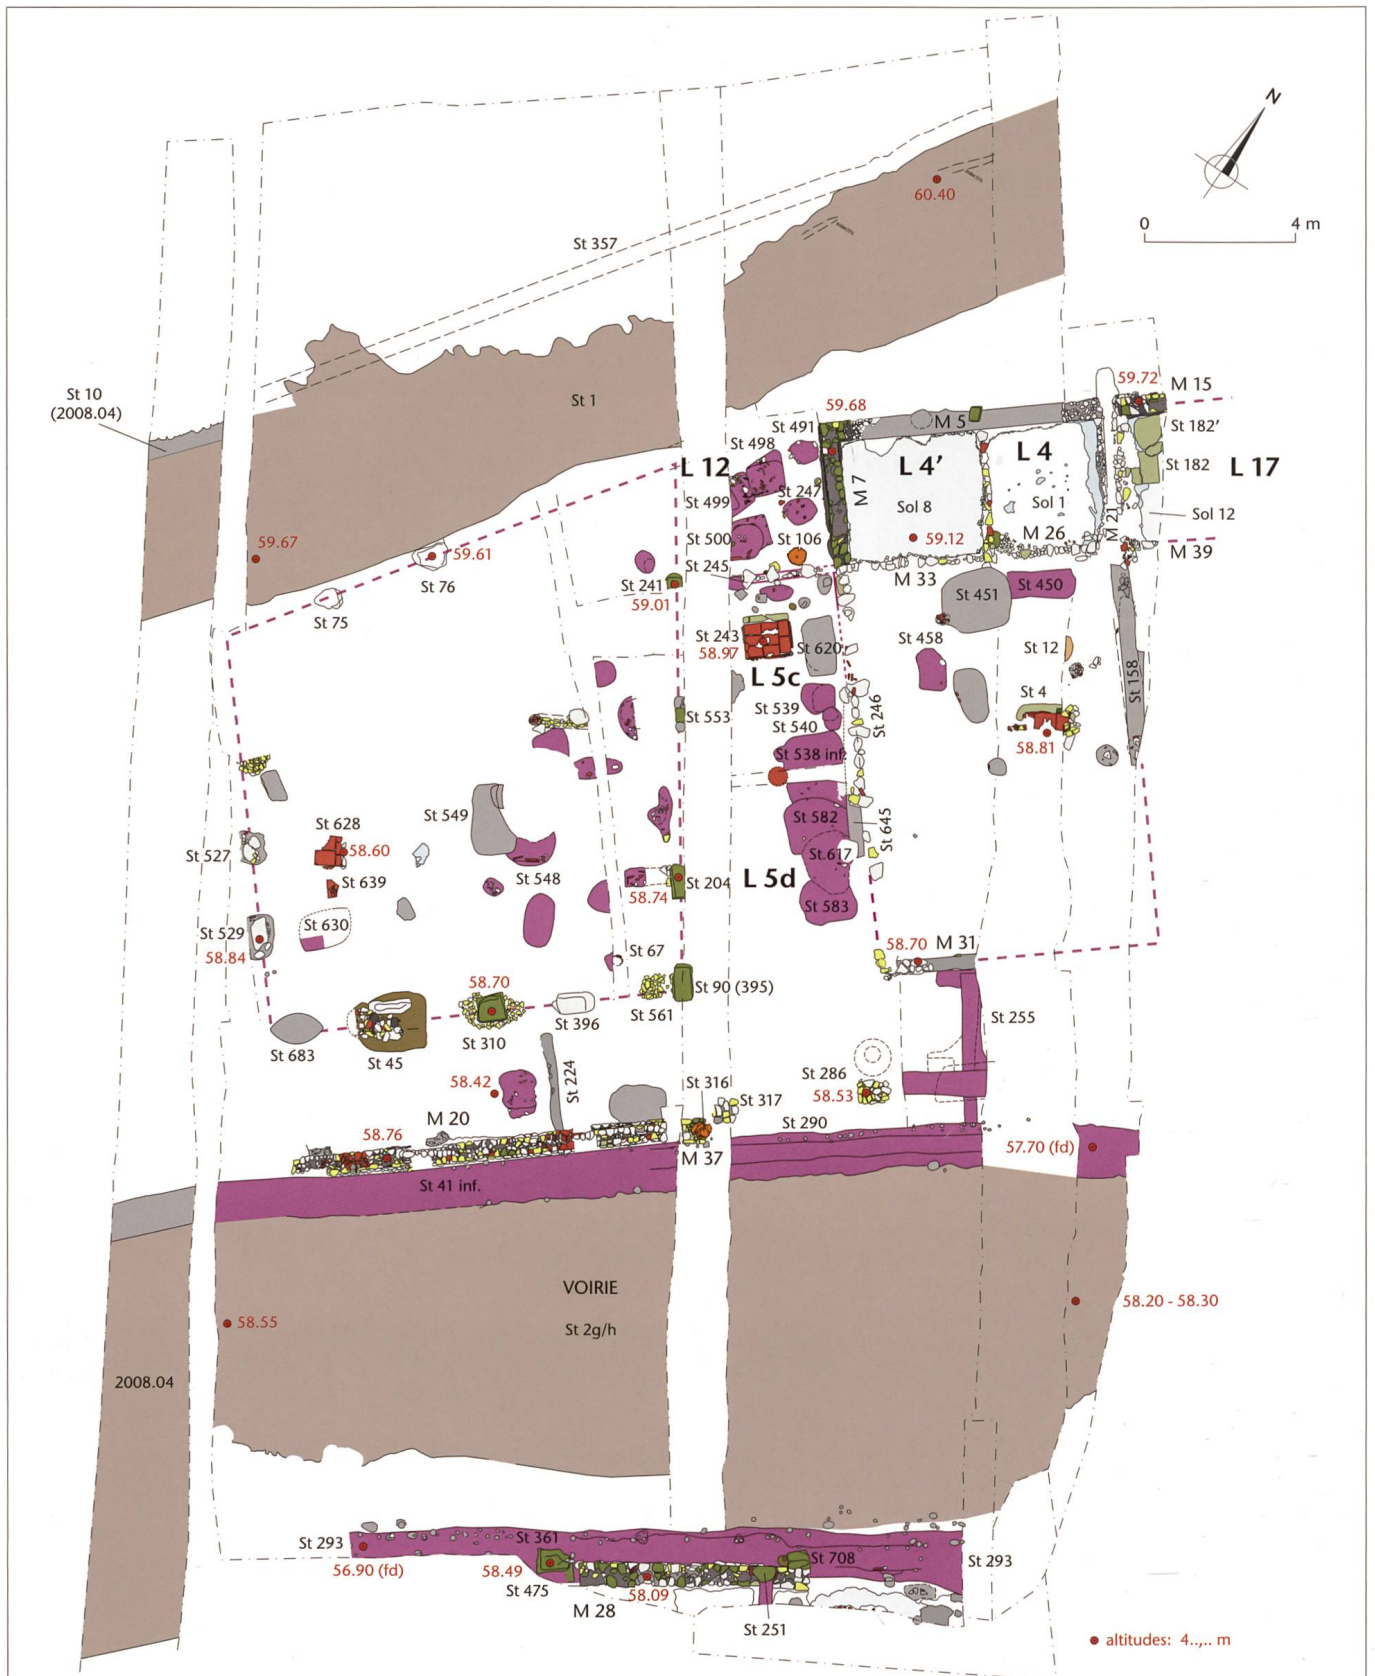 N
0 4 m
60.40
St 357
St 10
(2008.04)
St 1
59.72
M 15
59.68
St 491
M 5
St 182'
St 498
L 12
L 4'
L 4
St 182
L 17
M 7
St 499
St 247
Sol 8
Sol 1
Sol 12
M 21
St 500
St 106
59.12
M 26
M 39
59.67
59.61
St 245
M 33
St 76
St 241
59.01
St 451
St 450
St 75
St 243
58.97
St 620
St 458
St 12
St 158
L 5c
St 539
St 4
St 553
St 540
St 246
58.81
St 538 inf.
St 549
St 628
St 582
St 645
St 527
58.60
St 617
St 639
St 548
St 204
L 5d
58.74
St 583
St 630
St 529
58.84
St 67
58.70
M 31
58.70
St 90 (395)
St 396
St 561
St 255
St 683
St 45
St 310
St 224
58.42
St 316
St 317
St 286
58.53
M 20
58.76
St 290
M 37
57.70 (fd)
St 41 inf.
VOIRIE
58.20 - 58.30
58.55
St 2g/h
2008.04
St 293
St 361
St 708
St 293
56.90 (fd)
58.49
St 475
58.09
M 28
St 251
altitudes: 4..,.. m